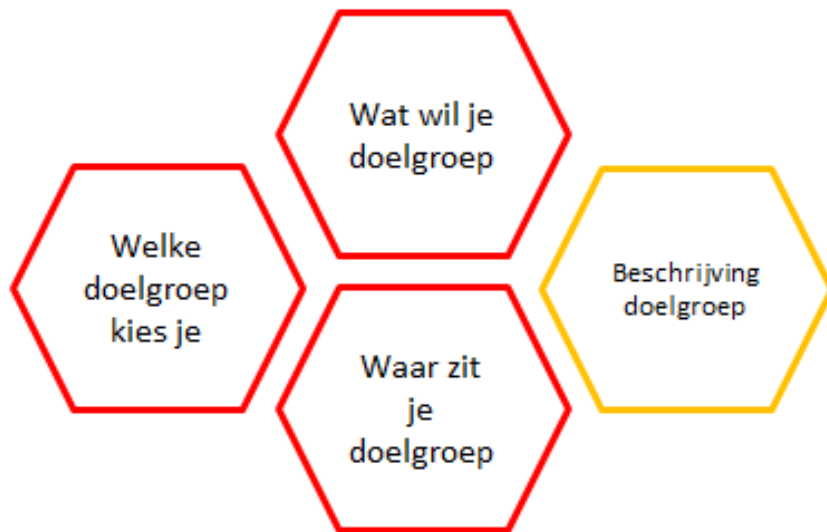 Wat wil je
doelgroep
Welke
doelgroep
kies je
Waar zit
je
doelgroep
Beschrijving
doelgroep